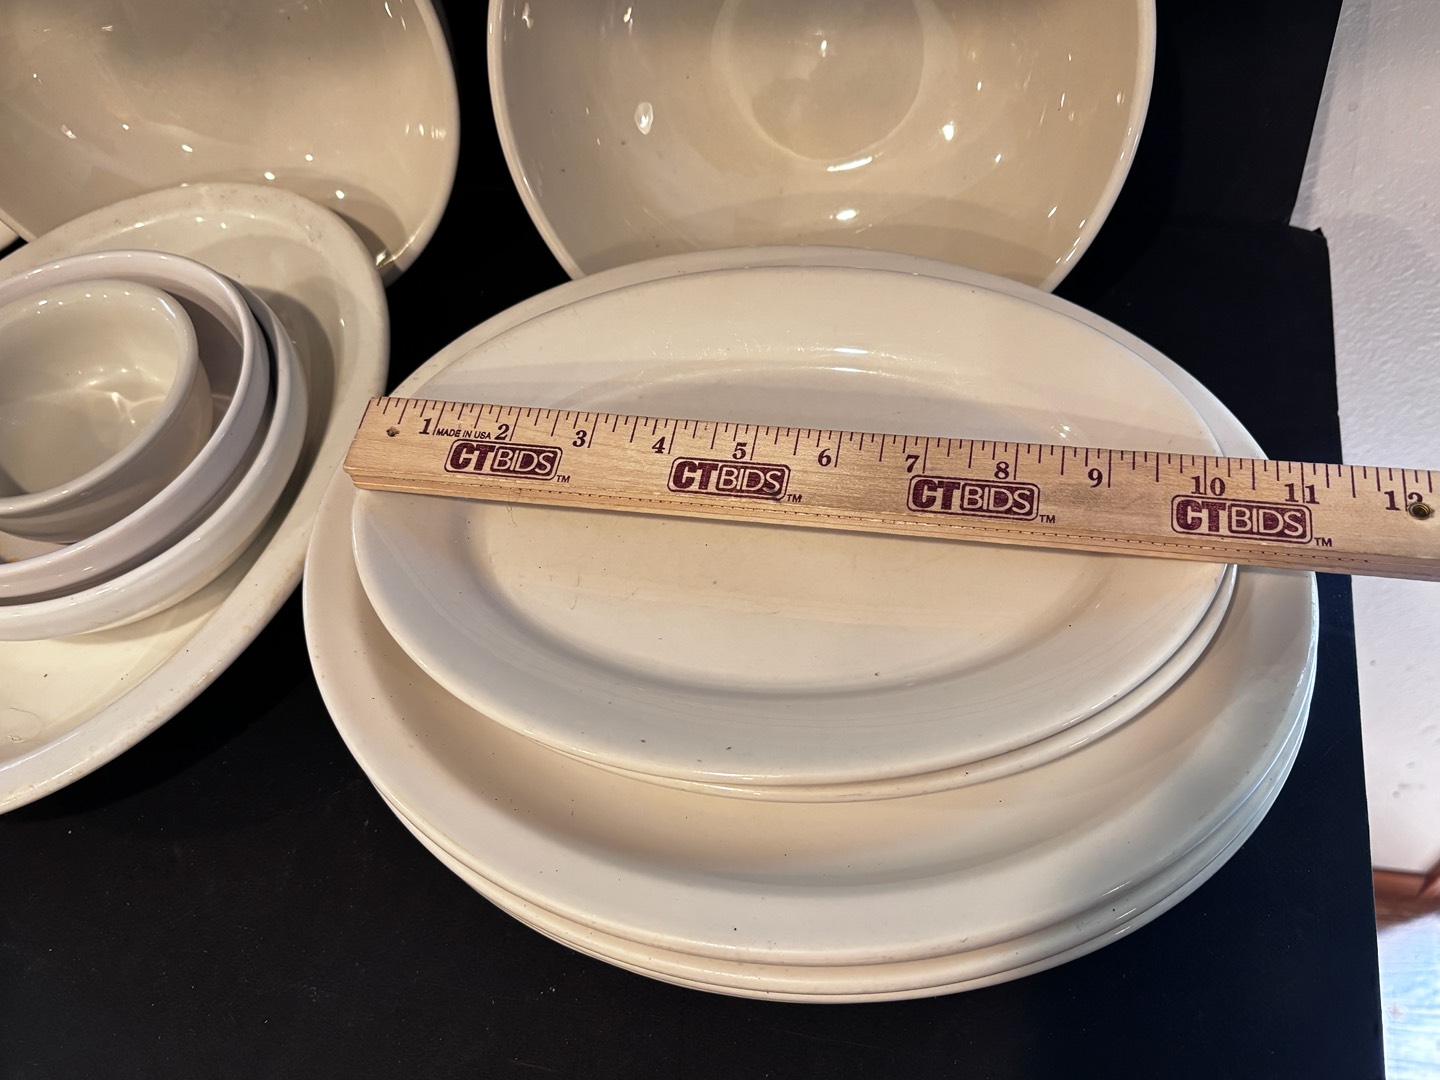 1 MADE IN USA 2 3 4 5 6 7 8 9 10 11 12
CTBIDS™ CTBIDS™ CTBIDS™ CTBIDS™